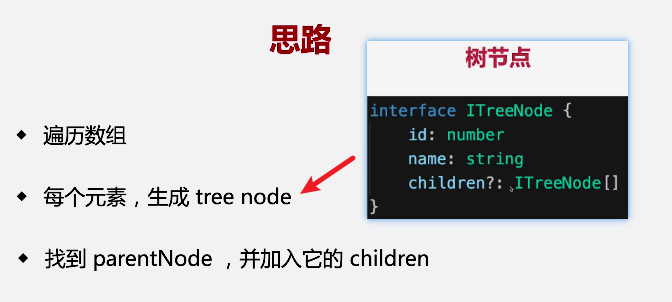 思路
树节点
interface ITreeNode {
id: number
name: string
children?: ITreeNode[]
}
◆ 遍历数组
◆ 每个元素，生成 tree node
◆ 找到 parentNode ，并加入它的 children